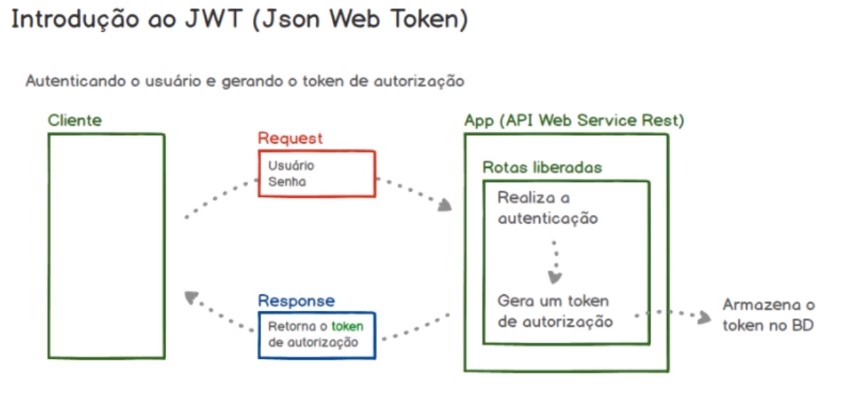 Introdução ao JWT (Json Web Token)
Autenticando o usuário e gerando o token de autorização
Cliente
App (API Web Service Rest)
Request
Usuário
Senha
Rotas liberadas
Realiza a
autenticação
Gera um token
de autorização
Armazena o
token no BD
Response
Retorna o token
de autorização